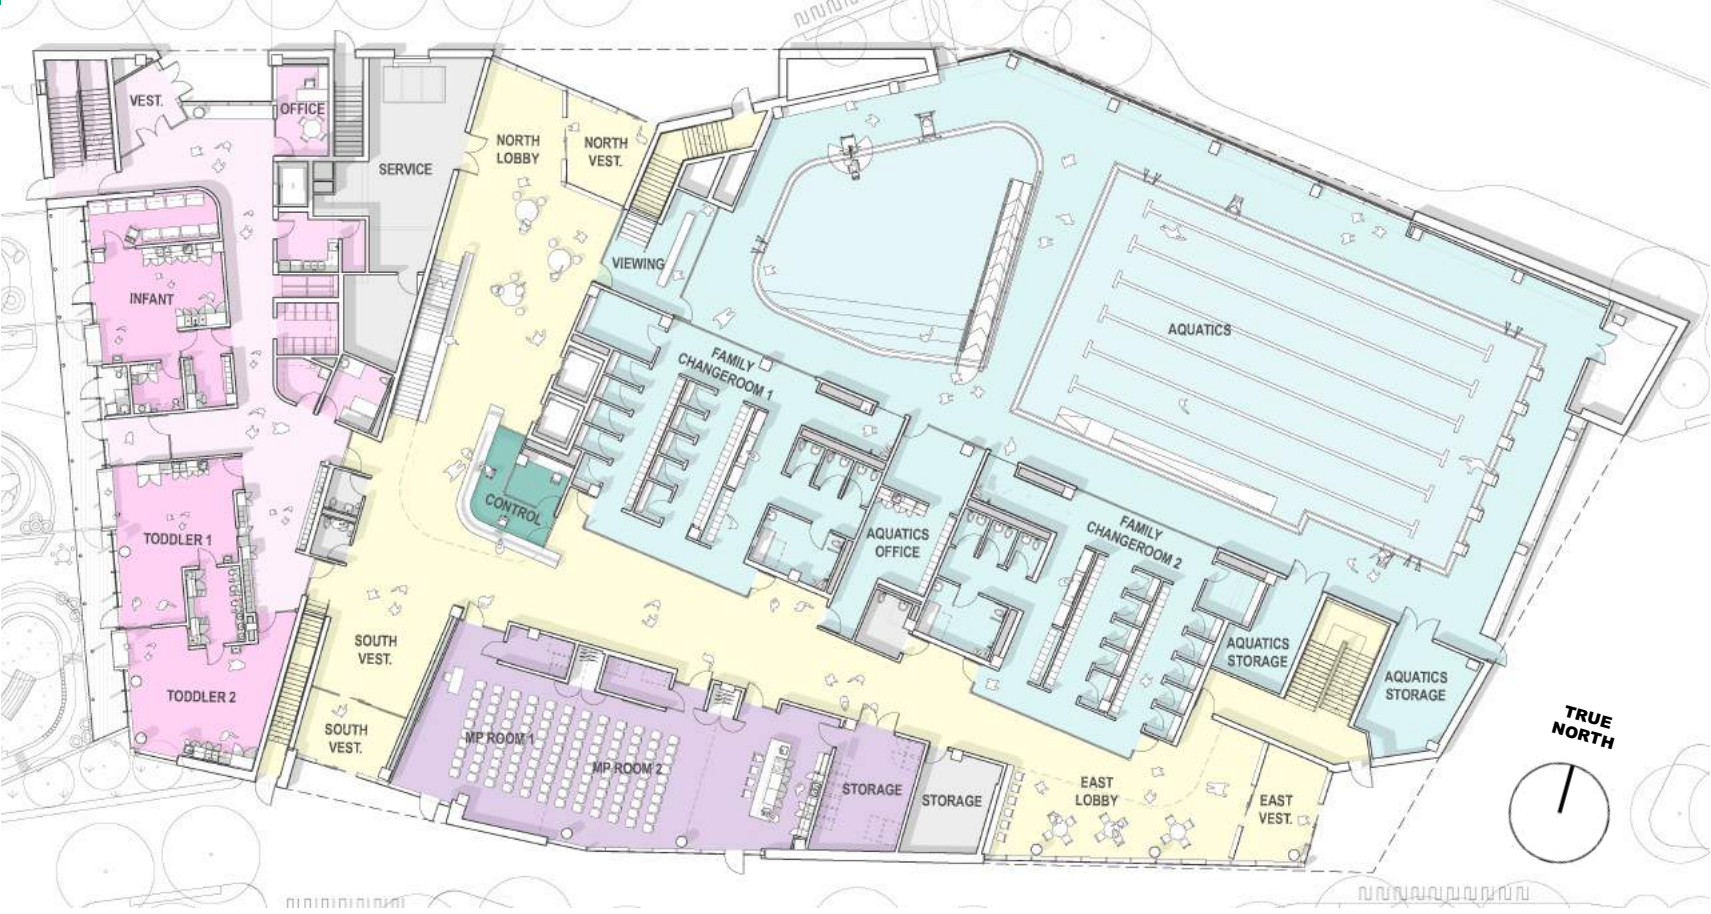 VEST.
OFFICE
SERVICE
NORTH
LOBBY
NORTH
VEST.
VIEWING
INFANT
AQUATICS
FAMILY
CHANGEROOM 1
CONTROL
TODDLER 1
AQUATICS
OFFICE
FAMILY
CHANGEROOM 2
SOUTH
VEST.
AQUATICS
STORAGE
AQUATICS
STORAGE
TODDLER 2
SOUTH
VEST.
MP ROOM 1
MP ROOM 2
STORAGE
STORAGE
EAST
LOBBY
EAST
VEST.
TRUE
NORTH